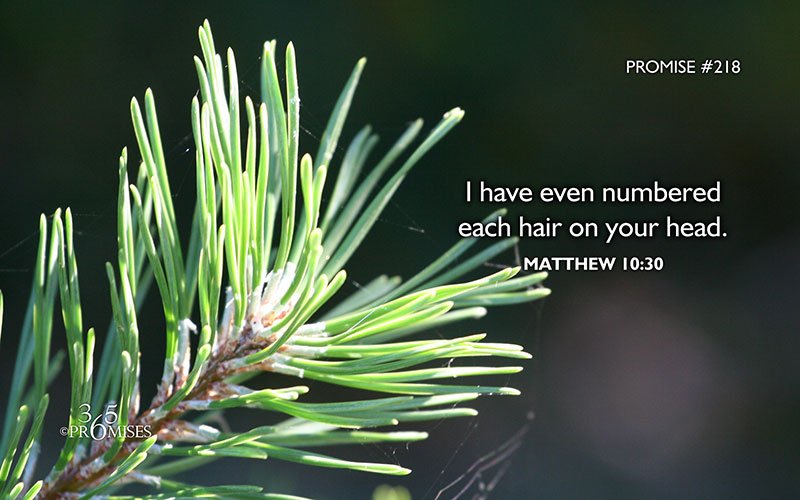 PROMISE #218
I have even numbered
each hair on your head.
MATTHEW 10:30
365
©PROMISES